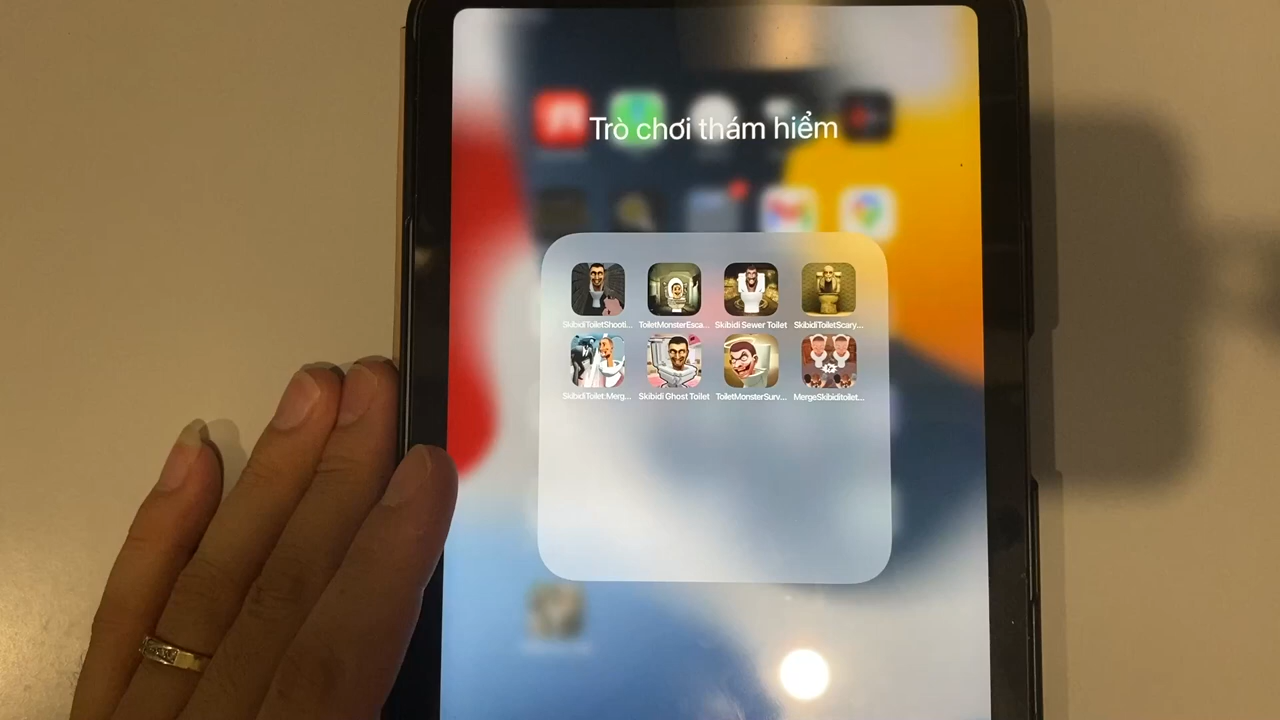 Trò chơi thám hiểm
SkibidiToiletShooti... ToiletMonsterEsca... Skibidi Sewer Toilet SkibidiToiletScary...
SkibidiToilet:Merg... Skibidi Ghost Toilet ToiletMonsterSurv... MergeSkibiditoilet...